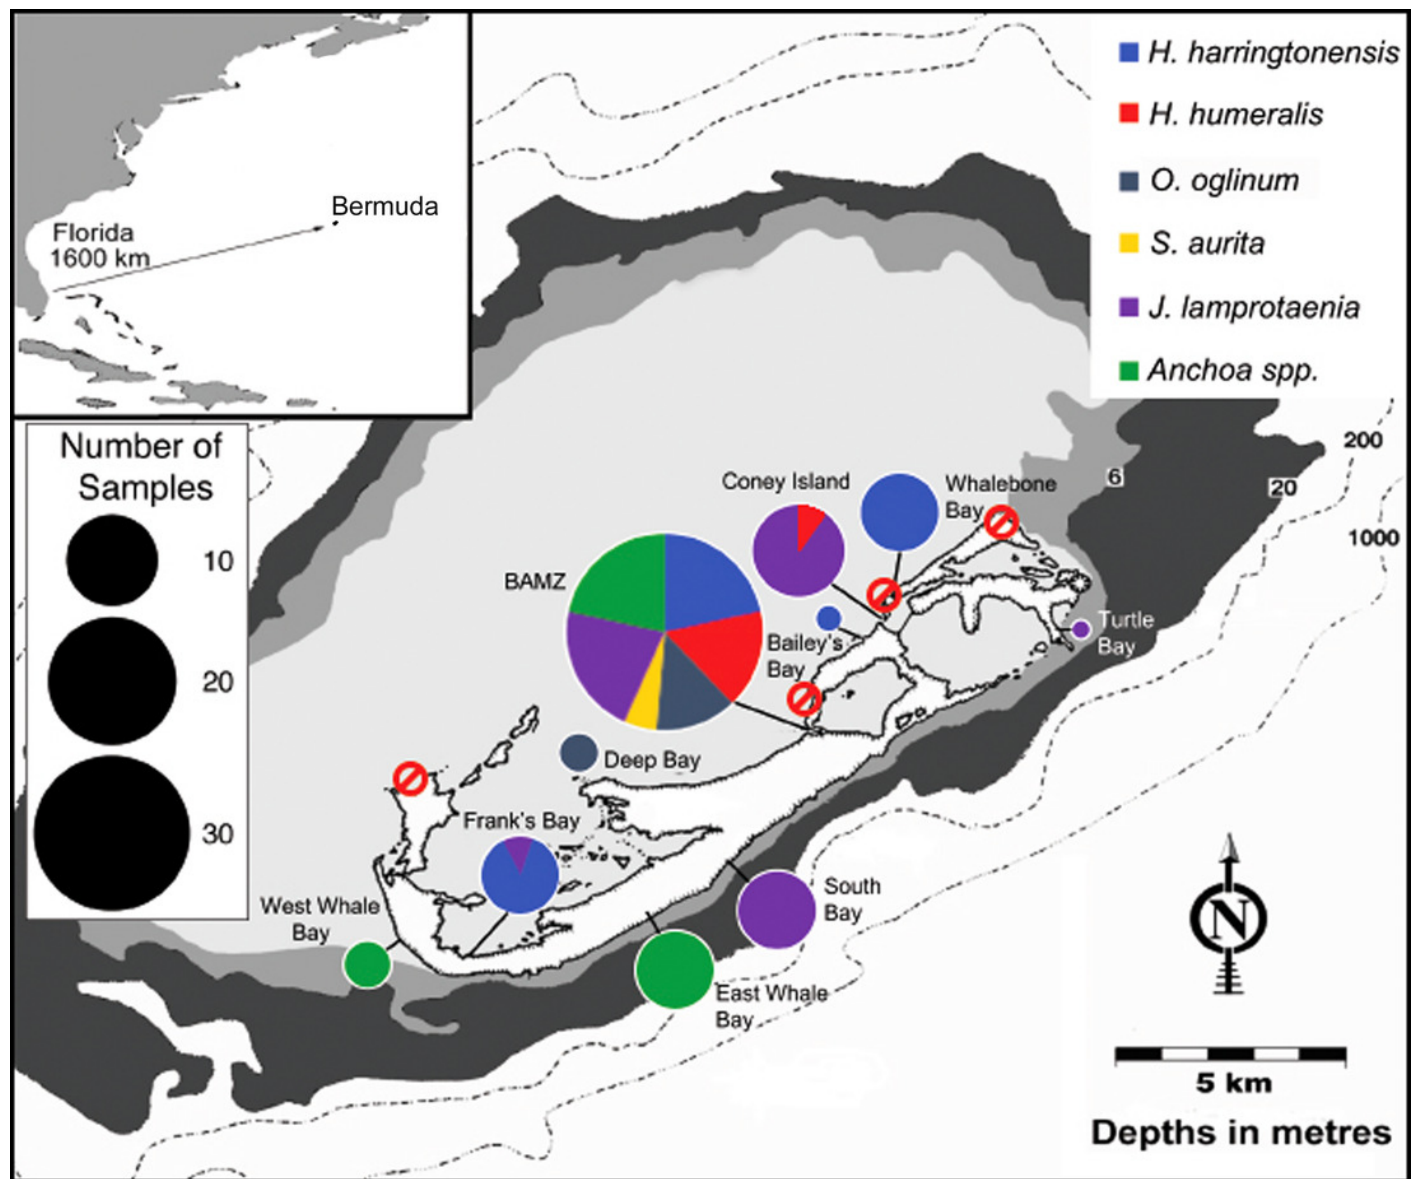 Bermuda
Florida
1600 km
H. harringtonensis
H. humeralis
O. oglinum
S. aurita
J. lamprotaenia
Anchoa spp.
Number of
Samples
10
20
30
200
6
20
1000
Coney Island
Whalebone
Bay
BAMZ
Bailey's
Bay
Turtle
Bay
Deep Bay
Frank's Bay
West Whale
Bay
South
Bay
East Whale
Bay
N
5 km
Depths in metres